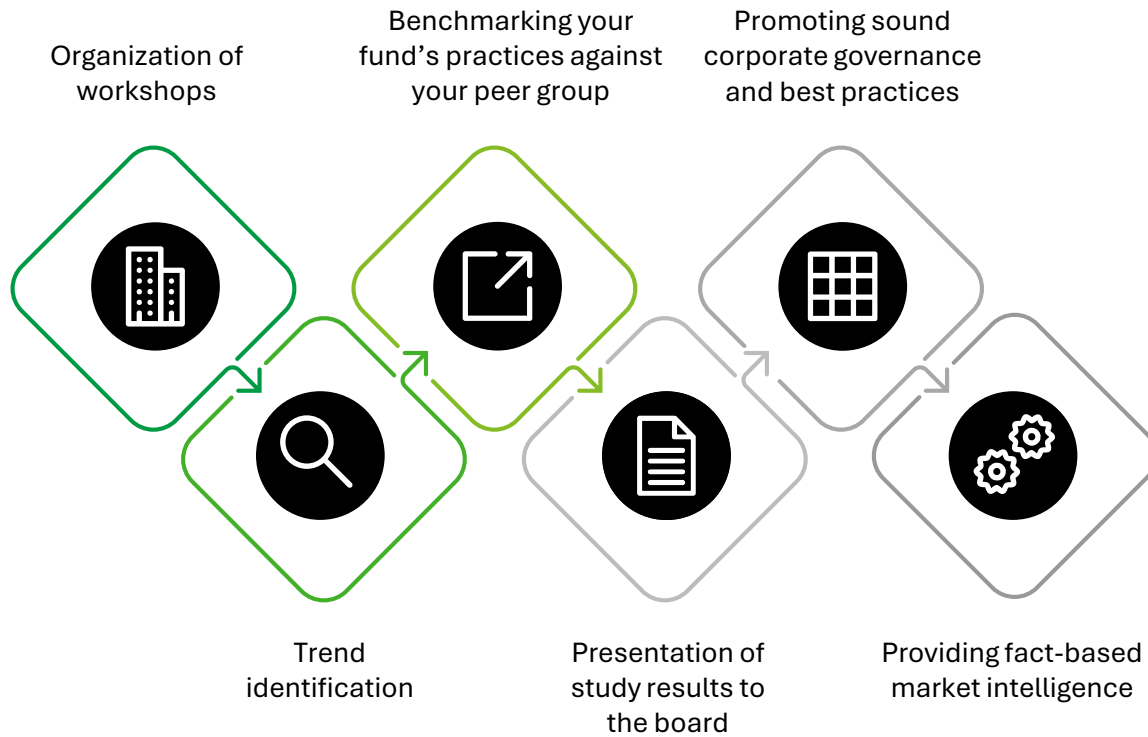 Organization of
workshops
Benchmarking your
fund’s practices against
your peer group
Promoting sound
corporate governance
and best practices
Trend
identification
Presentation of
study results to
the board
Providing fact-based
market intelligence